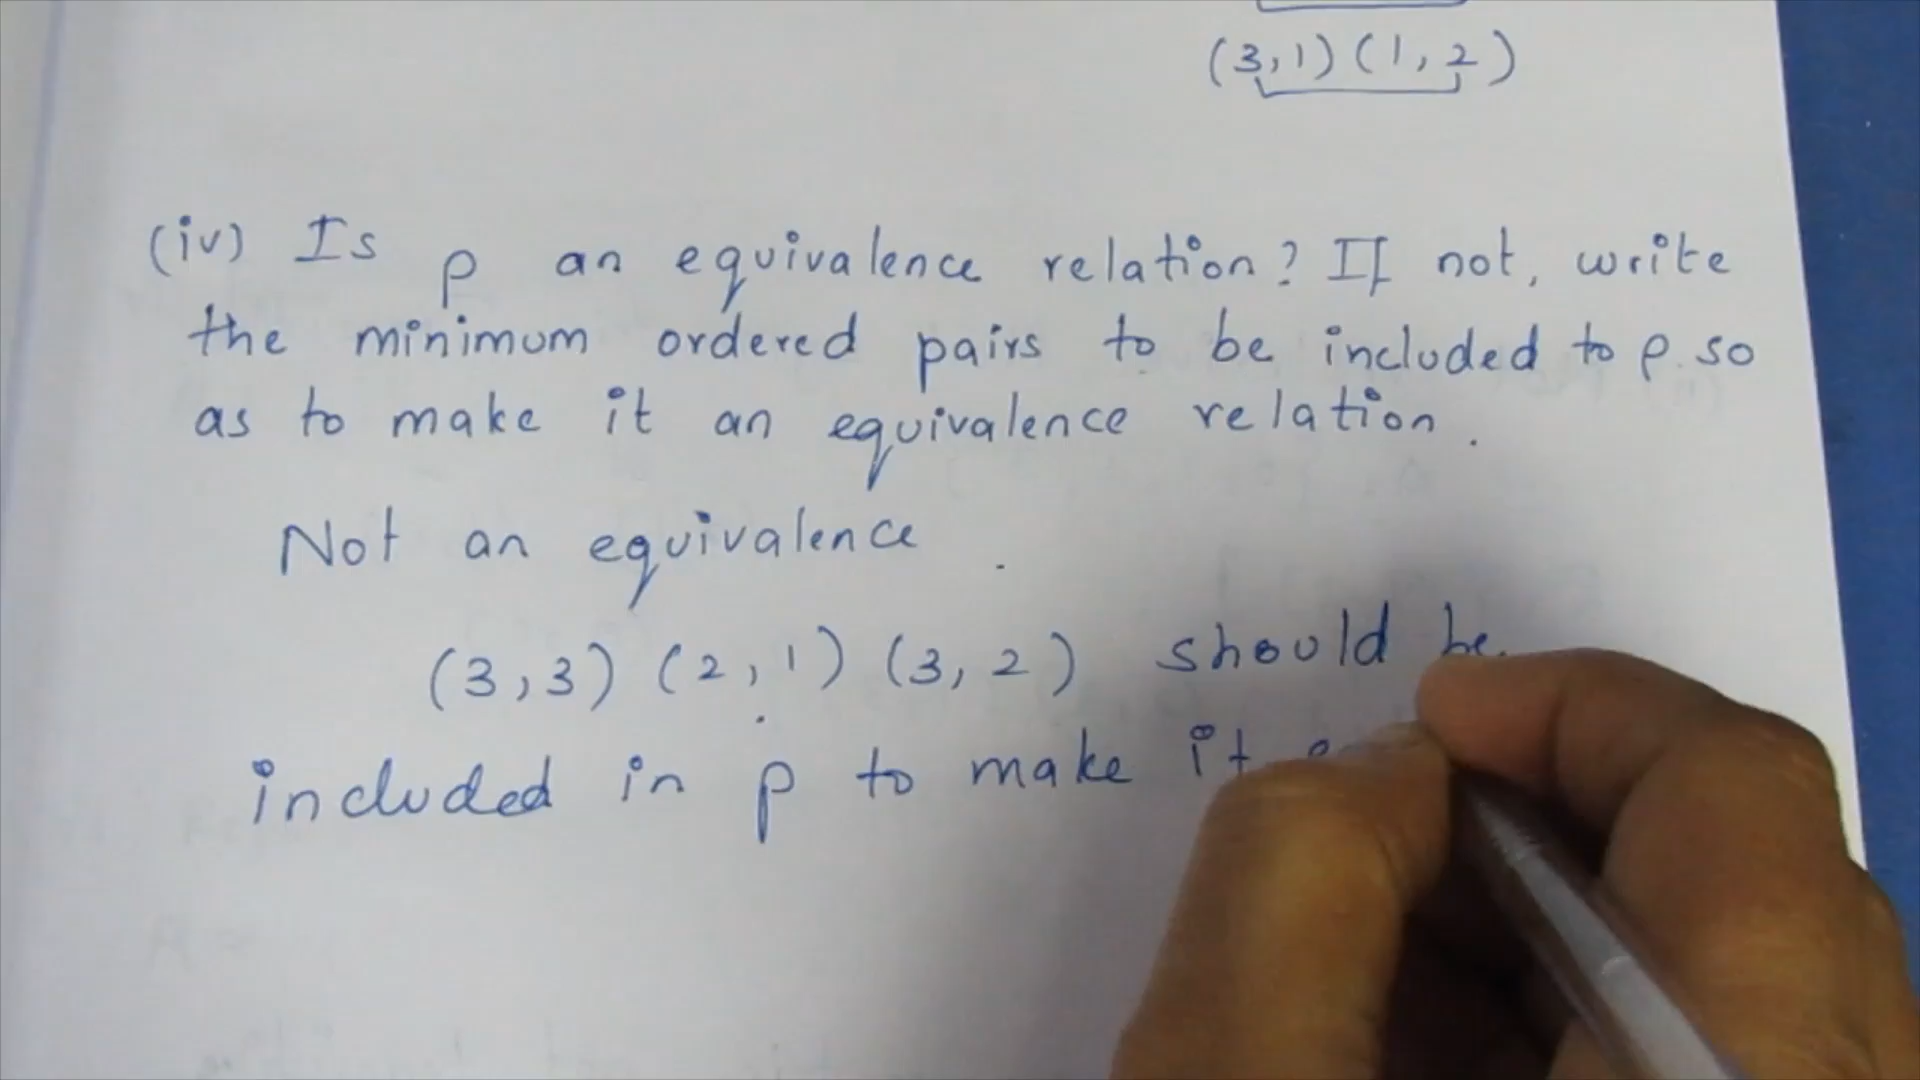 (3,1) (1,2)
(iv) Is ρ an equivalence relation? If not, write
the minimum ordered pairs to be included to ρ so
as to make it an equivalence relation.
Not an equivalence
(3,3) (2,1) (3,2) should be
included in ρ to make it